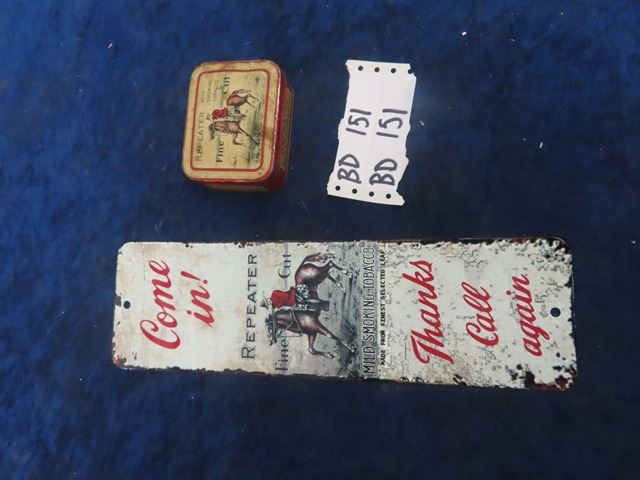 REPEATER
Fine Cut
BD 151
BD 151
Come
in!
REPEATER
Fine Cut
MILD SMOKING TOBACCO
MADE FROM FINEST SELECTED LEAF
Thanks
Call
again